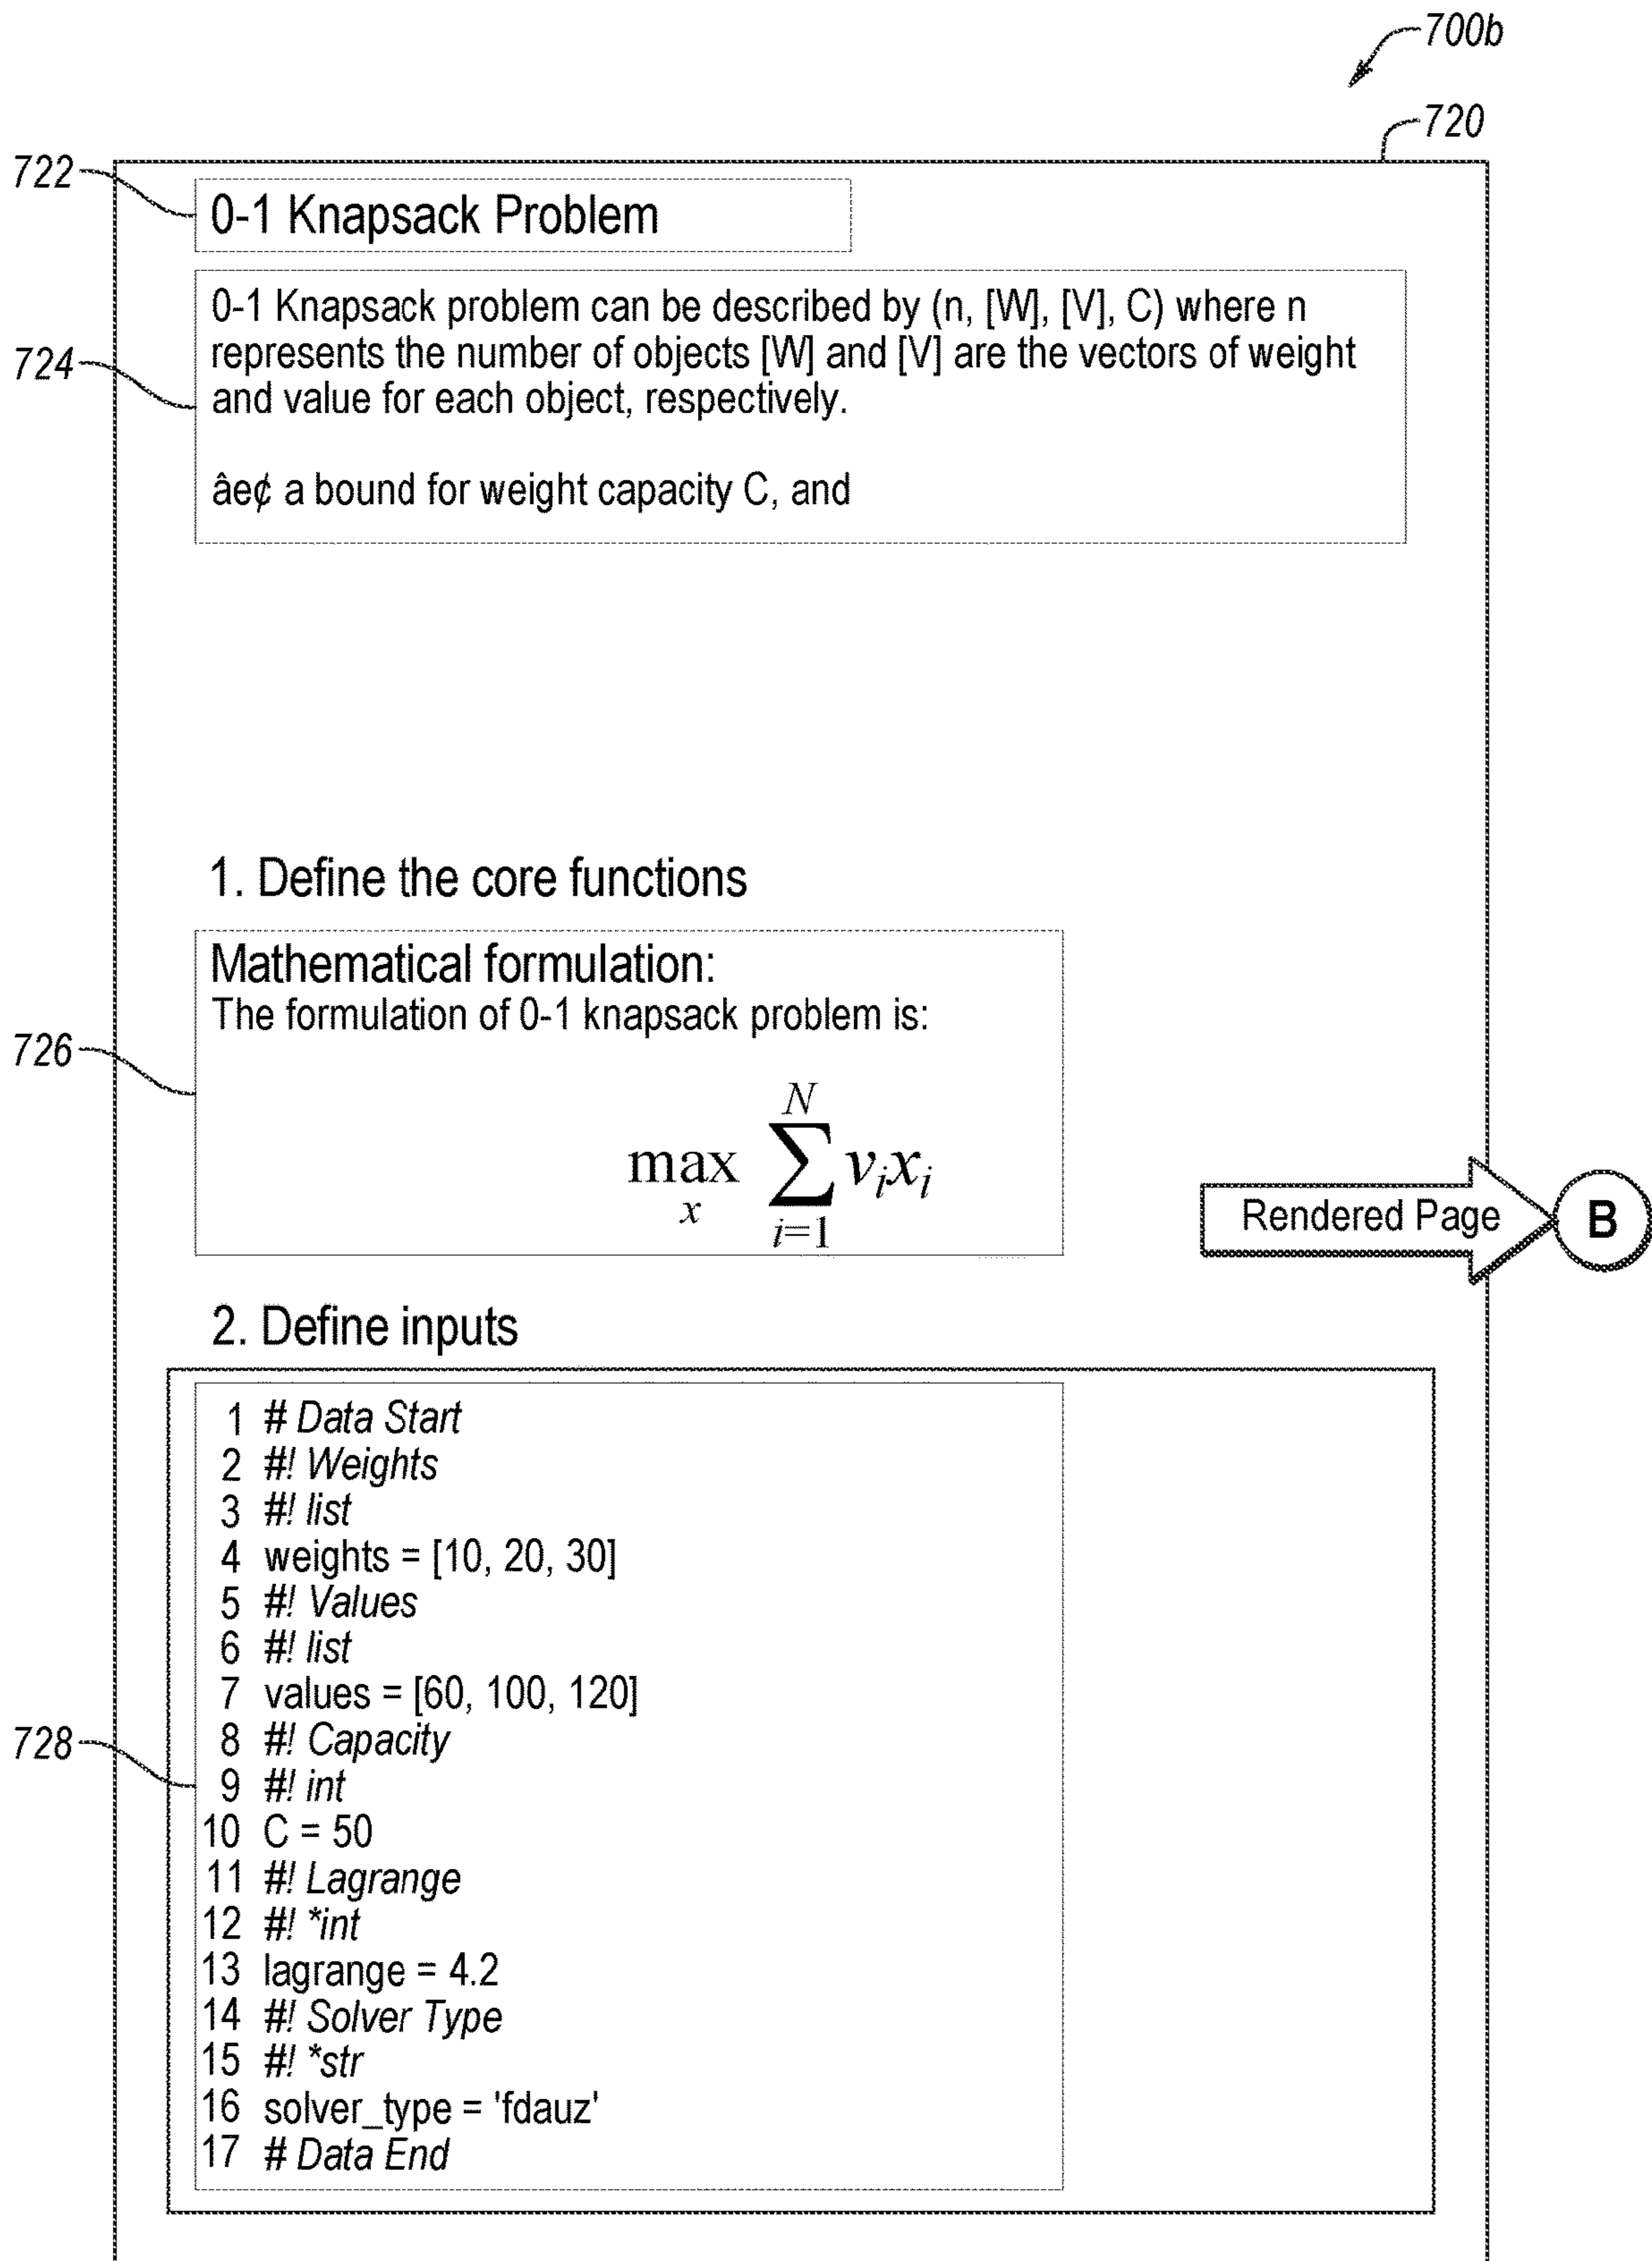 700b
720
722
0-1 Knapsack Problem
724
0-1 Knapsack problem can be described by (n, [W], [V], C) where n
represents the number of objects [W] and [V] are the vectors of weight
and value for each object, respectively.
âe¢ a bound for weight capacity C, and
1. Define the core functions
726
Mathematical formulation:
The formulation of 0-1 knapsack problem is:
N
max ∑ vᵢxᵢ
x i=1
Rendered Page B
2. Define inputs
728
1 # Data Start
2 #! Weights
3 #! list
4 weights = [10, 20, 30]
5 #! Values
6 #! list
7 values = [60, 100, 120]
8 #! Capacity
9 #! int
10 C = 50
11 #! Lagrange
12 #! *int
13 lagrange = 4.2
14 #! Solver Type
15 #! *str
16 solver_type = 'fdauz'
17 # Data End